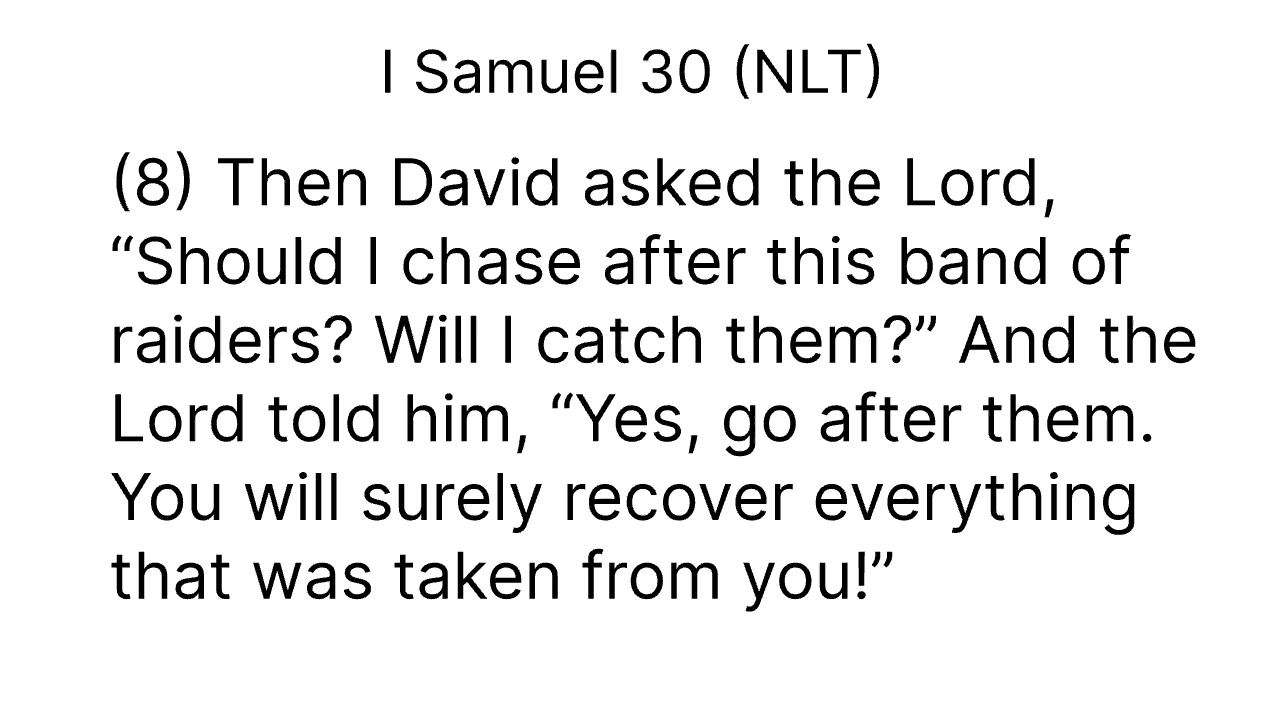 I Samuel 30 (NLT)
(8) Then David asked the Lord,
“Should I chase after this band of
raiders? Will I catch them?” And the
Lord told him, “Yes, go after them.
You will surely recover everything
that was taken from you!”